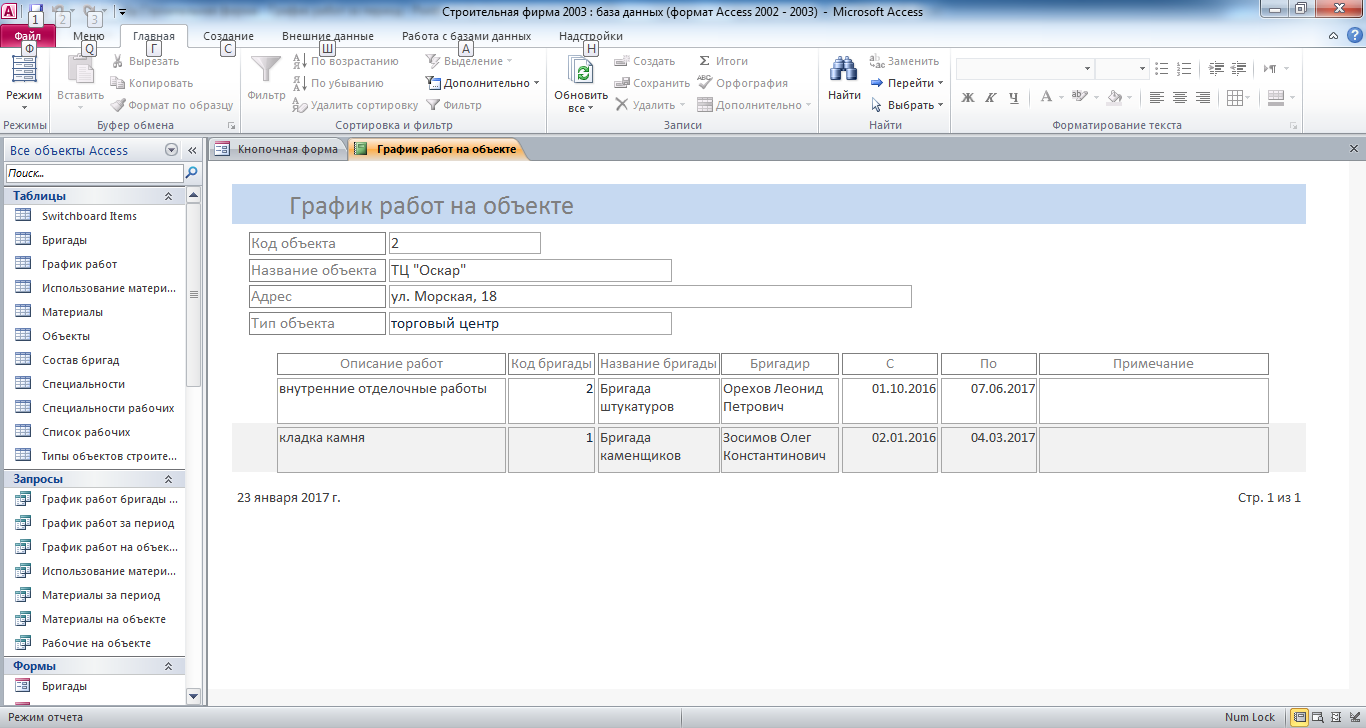 Строительная фирма 2003 : база данных (формат Access 2002 - 2003) - Microsoft Access
1 2 3
Файл Меню Главная Создание Внешние данные Работа с базами данных Надстройки
Ф Q Г С Ш А Н
Режим
Режимы
Вставить
Вырезать
Копировать
Формат по образцу
Буфер обмена
Фильтр
По возрастанию
По убыванию
Удалить сортировку
Выделение
Дополнительно
Фильтр
Сортировка и фильтр
Обновить
все
Создать
Сохранить
Удалить
Итоги
Орфография
Дополнительно
Записи
Найти
Заменить
Перейти
Выбрать
Найти
Ж К Ч А
Форматирование текста
Все объекты Access
Поиск...
Таблицы
Switchboard Items
Бригады
График работ
Использование матери...
Материалы
Объекты
Состав бригад
Специальности
Специальности рабочих
Список рабочих
Типы объектов строите...
Запросы
График работ бригады ...
График работ за период
График работ на объек...
Использование матери...
Материалы за период
Материалы на объекте
Рабочие на объекте
Формы
Бригады
Кнопочная форма График работ на объекте
График работ на объекте
Код объекта 2
Название объекта ТЦ "Оскар"
Адрес ул. Морская, 18
Тип объекта торговый центр
Описание работ Код бригады Название бригады Бригадир С По Примечание
внутренние отделочные работы 2 Бригада штукатуров Орехов Леонид Петрович 01.10.2016 07.06.2017
кладка камня 1 Бригада каменщиков Зосимов Олег Константинович 02.01.2016 04.03.2017
23 января 2017 г. Стр. 1 из 1
Режим отчета Num Lock